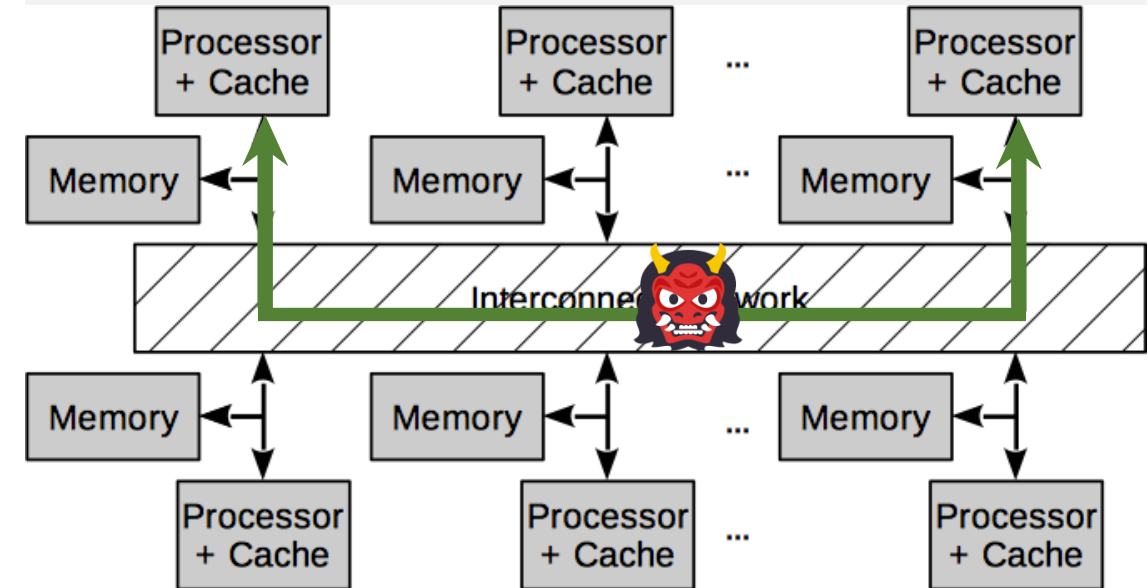 Processor
+ Cache
Processor
+ Cache
...
Processor
+ Cache
Memory
Memory
...
Memory
Memory
Memory
...
Memory
Processor
+ Cache
Processor
+ Cache
...
Processor
+ Cache